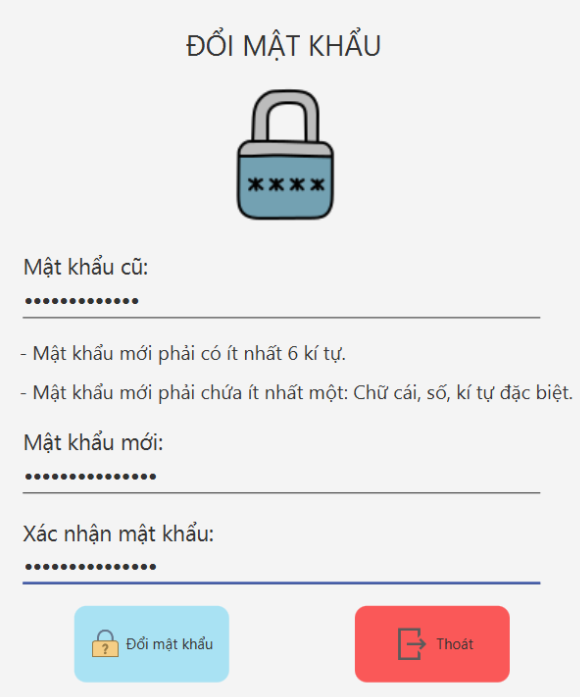 ĐỔI MẬT KHẨU
****
Mật khẩu cũ:
•••••••••••••
- Mật khẩu mới phải có ít nhất 6 kí tự.
- Mật khẩu mới phải chứa ít nhất một: Chữ cái, số, kí tự đặc biệt.
Mật khẩu mới:
•••••••••••••••
Xác nhận mật khẩu:
•••••••••••••••
? Đổi mật khẩu
Thoát